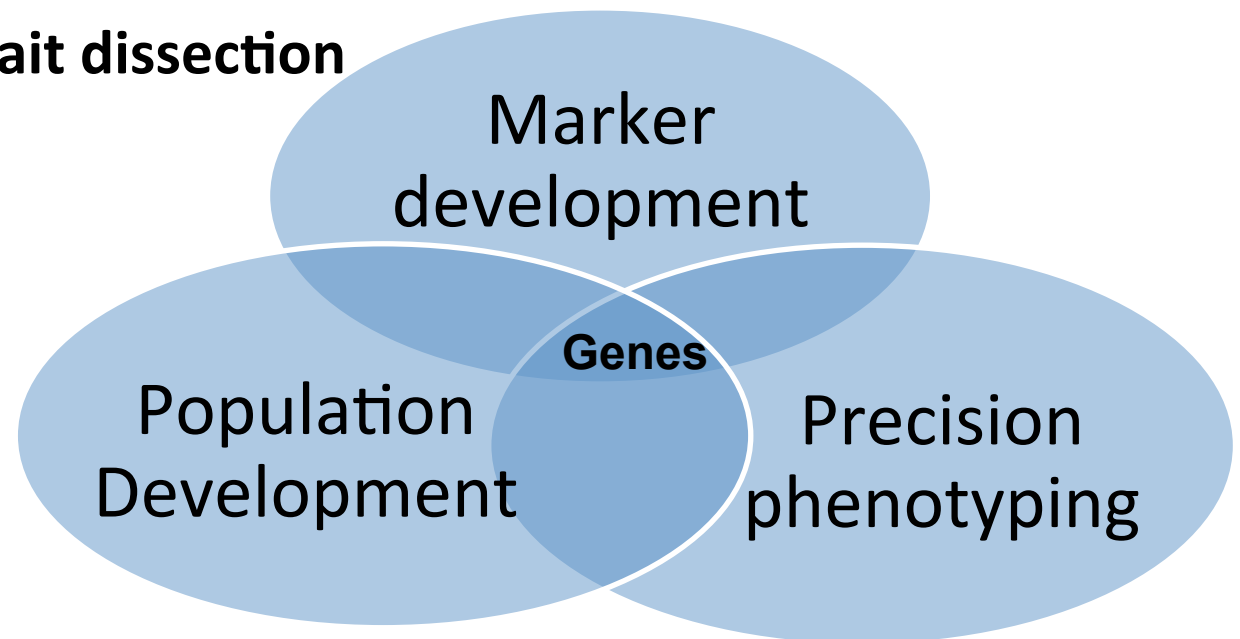 ait dissection
Marker
development
Genes
Population
Development
Precision
phenotyping